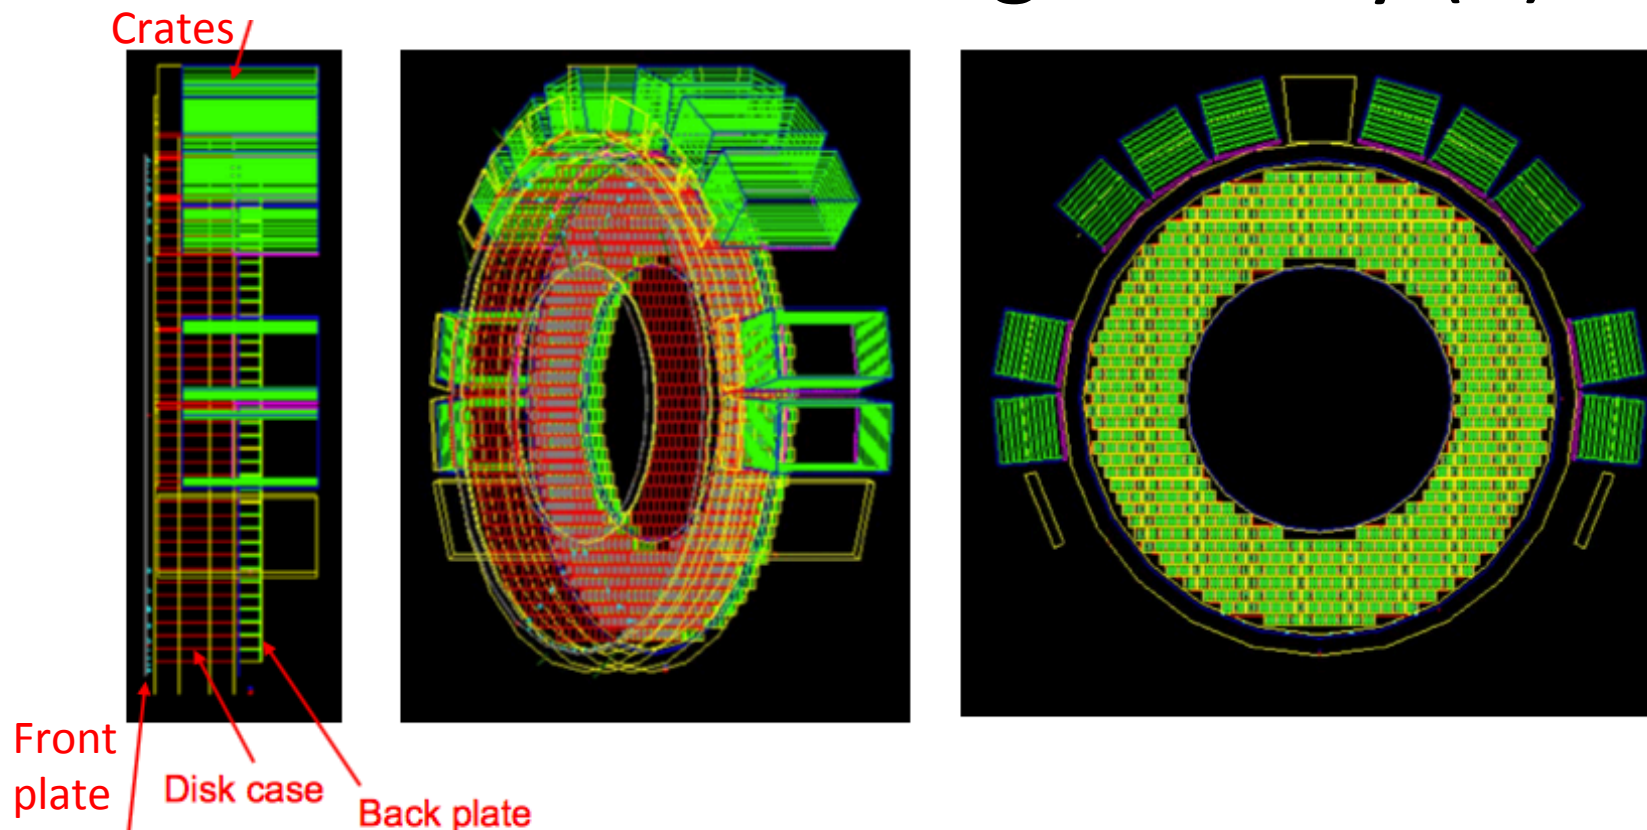 Crates
Front
plate
Disk case
Back plate